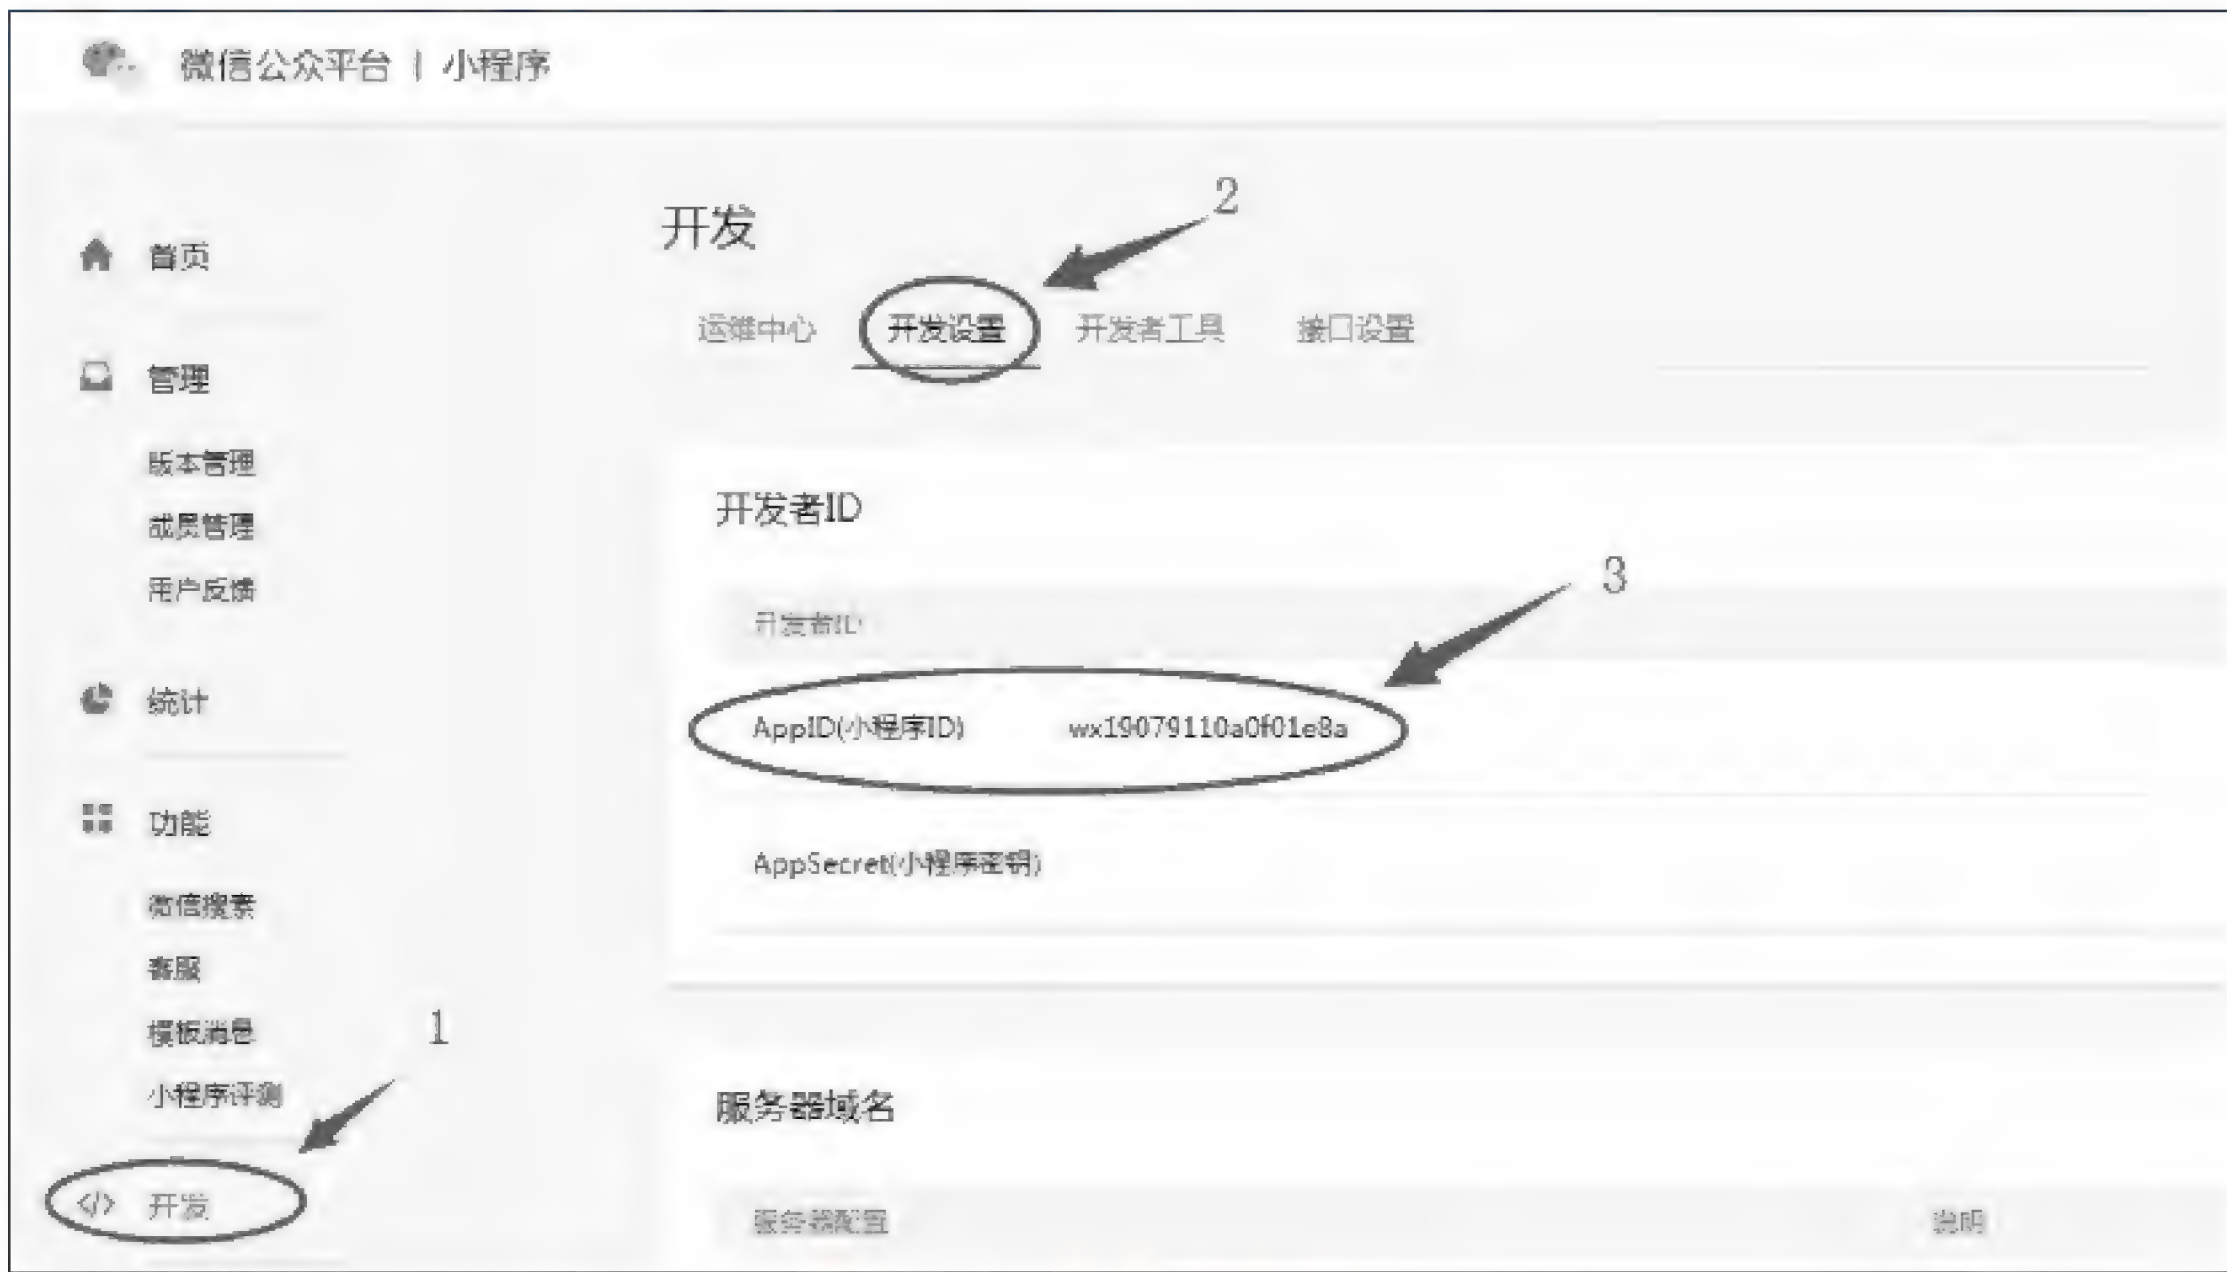 微信公众平台 | 小程序
首页
管理
版本管理
成员管理
用户反馈
统计
功能
微信搜索
客服
模板消息
小程序评测
1
</> 开发
开发
2
运维中心 开发设置 开发者工具 接口设置
开发者ID
3
开发者ID
AppID(小程序ID) wx19079110a0f01e8a
AppSecret(小程序密钥)
服务器域名
服务器配置 说明